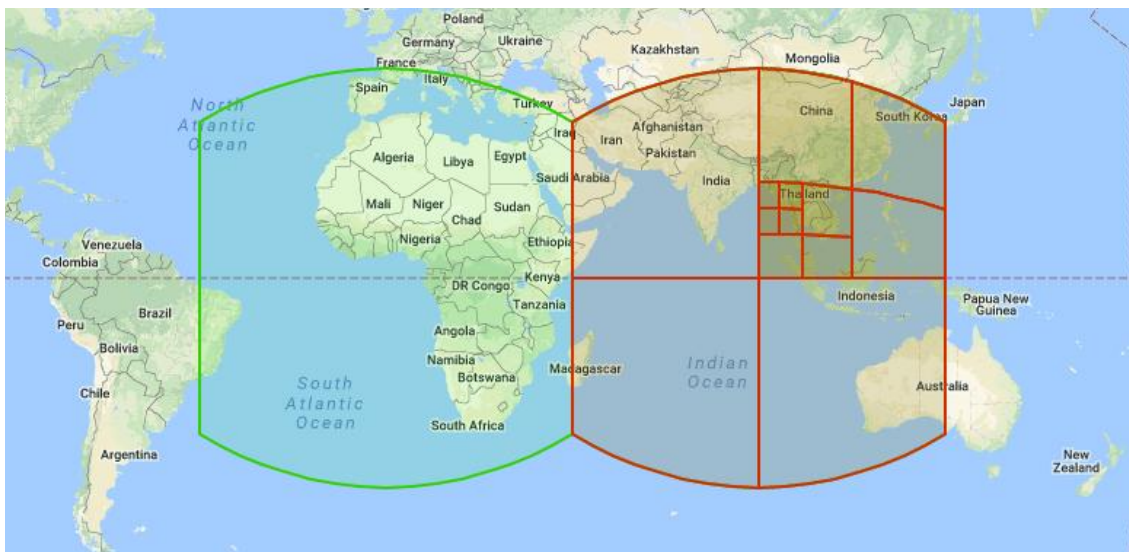 Poland
Germany
Ukraine
Kazakhstan
Mongolia
France
Italy
Spain
Turkey
North
Atlantic
Ocean
China
Japan
South Korea
Iraq
Iran
Afghanistan
Pakistan
Algeria
Libya
Egypt
Saudi Arabia
India
Thailand
Mali
Niger
Chad
Sudan
Nigeria
Ethiopia
Venezuela
Colombia
Kenya
DR Congo
Tanzania
Indonesia
Papua New
Guinea
Brazil
Peru
Angola
Bolivia
Namibia
Botswana
Madagascar
Indian
Ocean
Australia
Chile
South
Atlantic
Ocean
South Africa
Argentina
New
Zealand